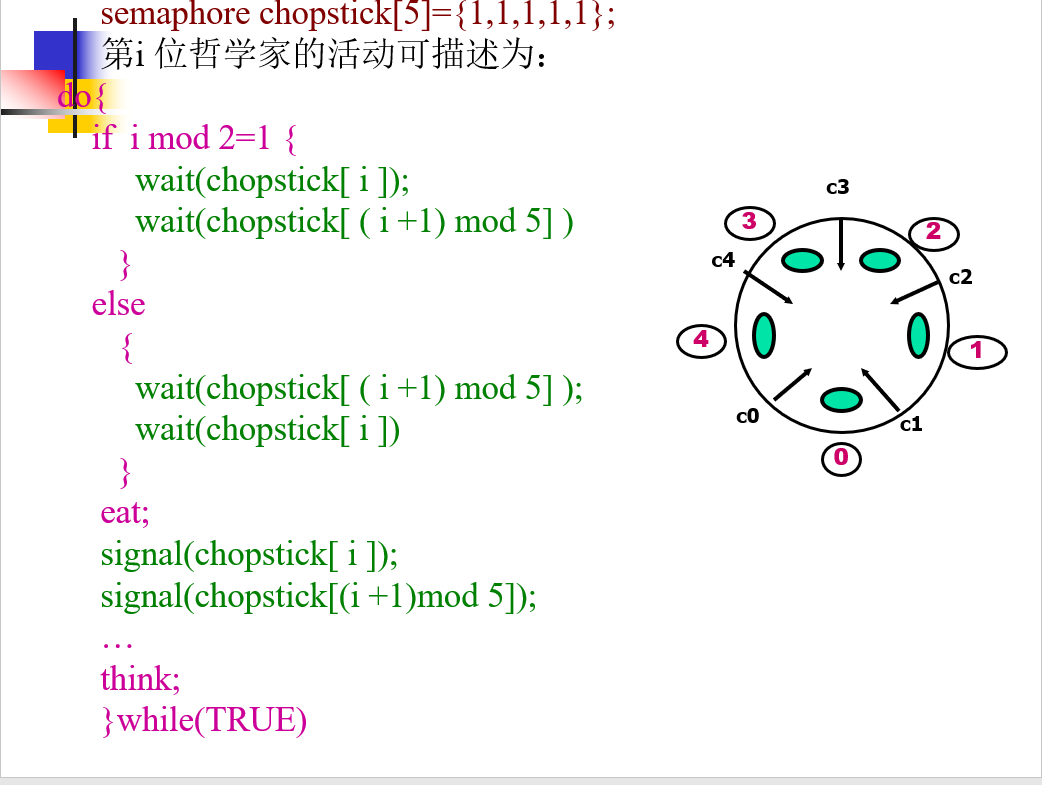 semaphore chopstick[5]={1,1,1,1,1};
第i 位哲学家的活动可描述为：
do{
if i mod 2=1 {
wait(chopstick[ i ]);
wait(chopstick[ ( i +1) mod 5] )
}
else
{
wait(chopstick[ ( i +1) mod 5] );
wait(chopstick[ i ])
}
eat;
signal(chopstick[ i ]);
signal(chopstick[(i +1)mod 5]);
…
think;
}while(TRUE)
c3
3
2
c4
c2
4
1
c0
c1
0